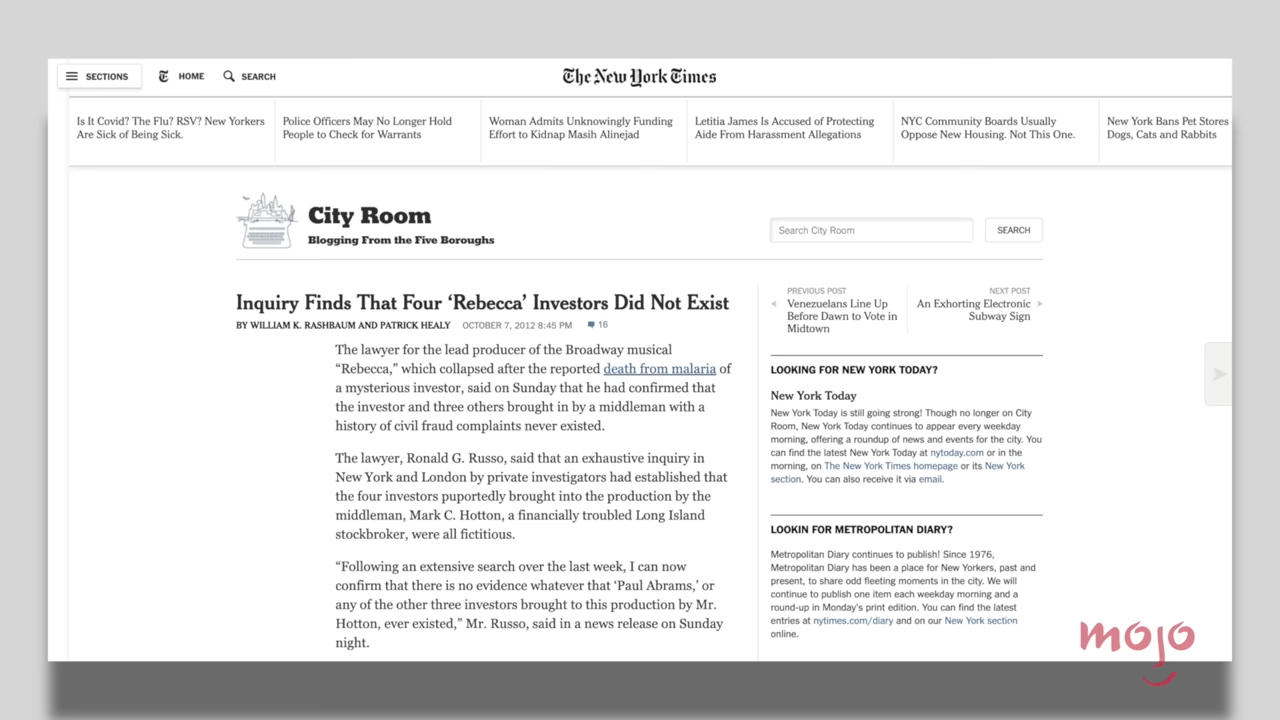 SECTIONS HOME SEARCH The New York Times
Is It Covid? The Flu? RSV? New Yorkers
Are Sick of Being Sick.
Police Officers May No Longer Hold
People to Check for Warrants
Woman Admits Unknowingly Funding
Effort to Kidnap Masih Alinejad
Letitia James Is Accused of Protecting
Aide From Harassment Allegations
NYC Community Boards Usually
Oppose New Housing. Not This One.
New York Bans Pet Stores
Dogs, Cats and Rabbits
City Room
Blogging From the Five Boroughs
Search City Room SEARCH
Inquiry Finds That Four ‘Rebecca’ Investors Did Not Exist
BY WILLIAM K. RASHBAUM AND PATRICK HEALY OCTOBER 7, 2012 8:45 PM 16
The lawyer for the lead producer of the Broadway musical
“Rebecca,” which collapsed after the reported death from malaria of
a mysterious investor, said on Sunday that he had confirmed that
the investor and three others brought in by a middleman with a
history of civil fraud complaints never existed.
The lawyer, Ronald G. Russo, said that an exhaustive inquiry in
New York and London by private investigators had established that
the four investors puportedly brought into the production by the
middleman, Mark C. Hotton, a financially troubled Long Island
stockbroker, were all fictitious.
“Following an extensive search over the last week, I can now
confirm that there is no evidence whatever that ‘Paul Abrams,’ or
any of the other three investors brought to this production by Mr.
Hotton, ever existed,” Mr. Russo, said in a news release on Sunday
night.
PREVIOUS POST
Venezuelans Line Up
Before Dawn to Vote in
Midtown
NEXT POST
An Exhorting Electronic
Subway Sign
LOOKING FOR NEW YORK TODAY?
New York Today
New York Today is still going strong! Though no longer on City
Room, New York Today continues to appear every weekday
morning, offering a roundup of news and events for the city. You
can find the latest New York Today at nytoday.com or in the
morning, on The New York Times homepage or its New York
section. You can also receive it via email.
LOOKIN FOR METROPOLITAN DIARY?
Metropolitan Diary continues to publish! Since 1976,
Metropolitan Diary has been a place for New Yorkers, past and
present, to share odd fleeting moments in the city. We will
continue to publish one item each weekday morning and a
round-up in Monday's print edition. You can find the latest
entries at nytimes.com/diary and on our New York section
online.
mojo